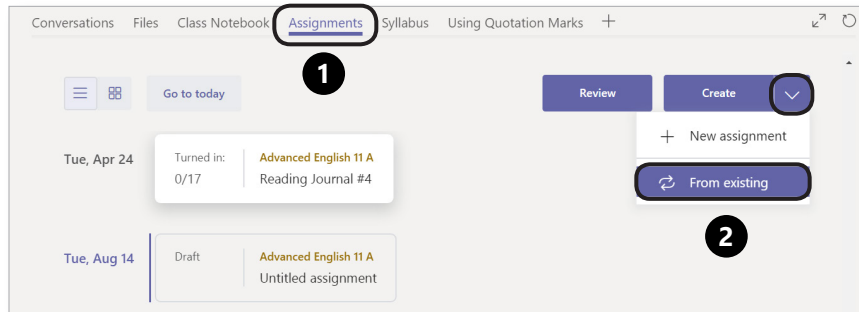 Conversations Files Class Notebook Assignments Syllabus Using Quotation Marks +
1
Go to today Review Create
+ New assignment
Tue, Apr 24 Turned in: Advanced English 11 A
0/17 Reading Journal #4
From existing
2
Tue, Aug 14 Draft Advanced English 11 A
Untitled assignment